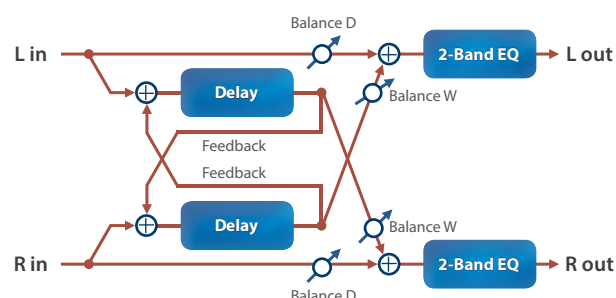 Balance D
L in
2-Band EQ
L out
Delay
Balance W
Feedback
Feedback
Delay
Balance W
R in
2-Band EQ
R out
Balance D